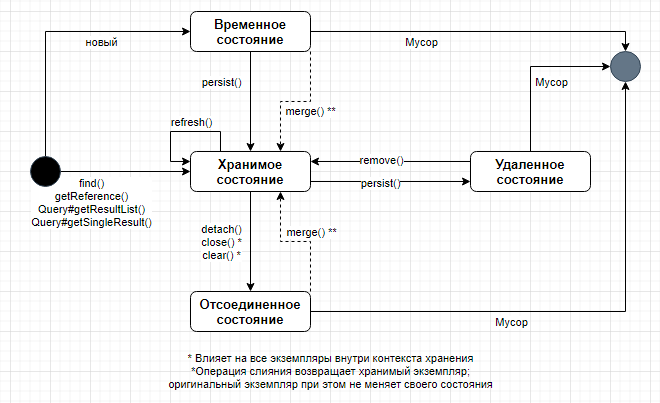 Временное
состояние
новый
Мусор
persist()
Мусор
merge() **
refresh()
Хранимое
состояние
remove()
persist()
Удаленное
состояние
find()
getReference()
Query#getResultList()
Query#getSingleResult()
detach()
close() *
clear() *
merge() **
Отсоединенное
состояние
Мусор
* Влияет на все экземпляры внутри контекста хранения
*Операция слияния возвращает хранимый экземпляр;
оригинальный экземпляр при этом не меняет своего состояния